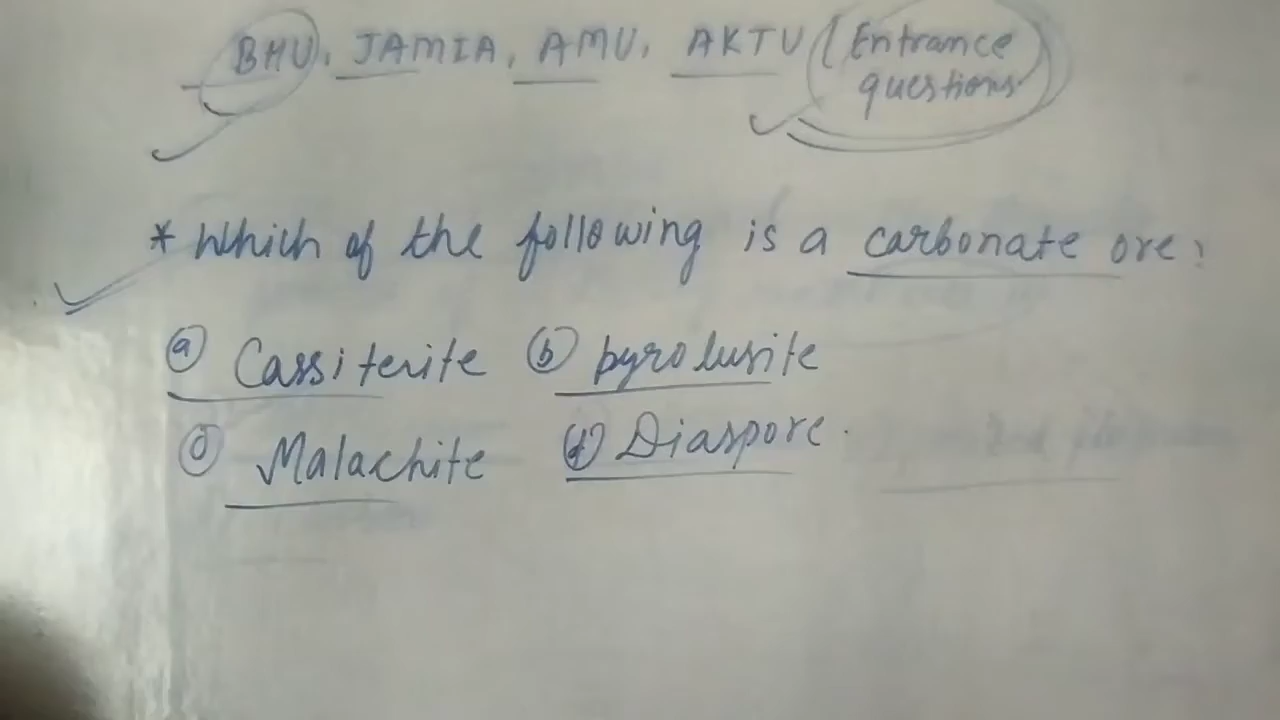 BHU, JAMIA, AMU, AKTU (Entrance
questions
* Which of the following is a carbonate ore?
(a) Cassiterite (b) pyrolusite
(c) Malachite (d) Diaspore.